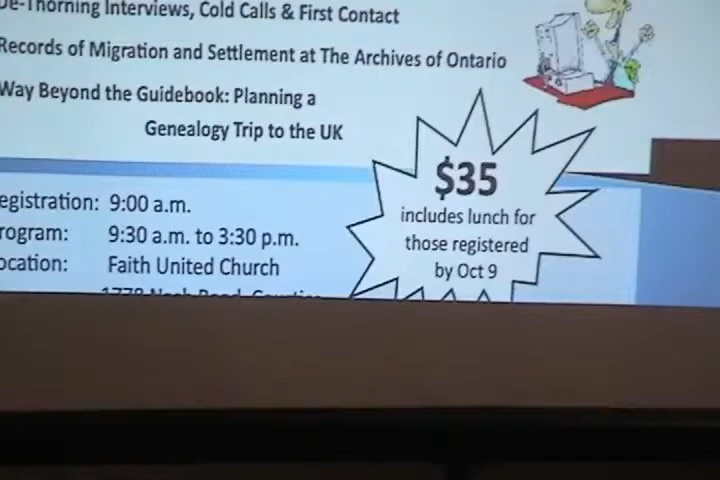 De-Thorning Interviews, Cold Calls & First Contact
Records of Migration and Settlement at The Archives of Ontario
Way Beyond the Guidebook: Planning a
Genealogy Trip to the UK
$35
includes lunch for
those registered
by Oct 9
egistration: 9:00 a.m.
rogram: 9:30 a.m. to 3:30 p.m.
ocation: Faith United Church